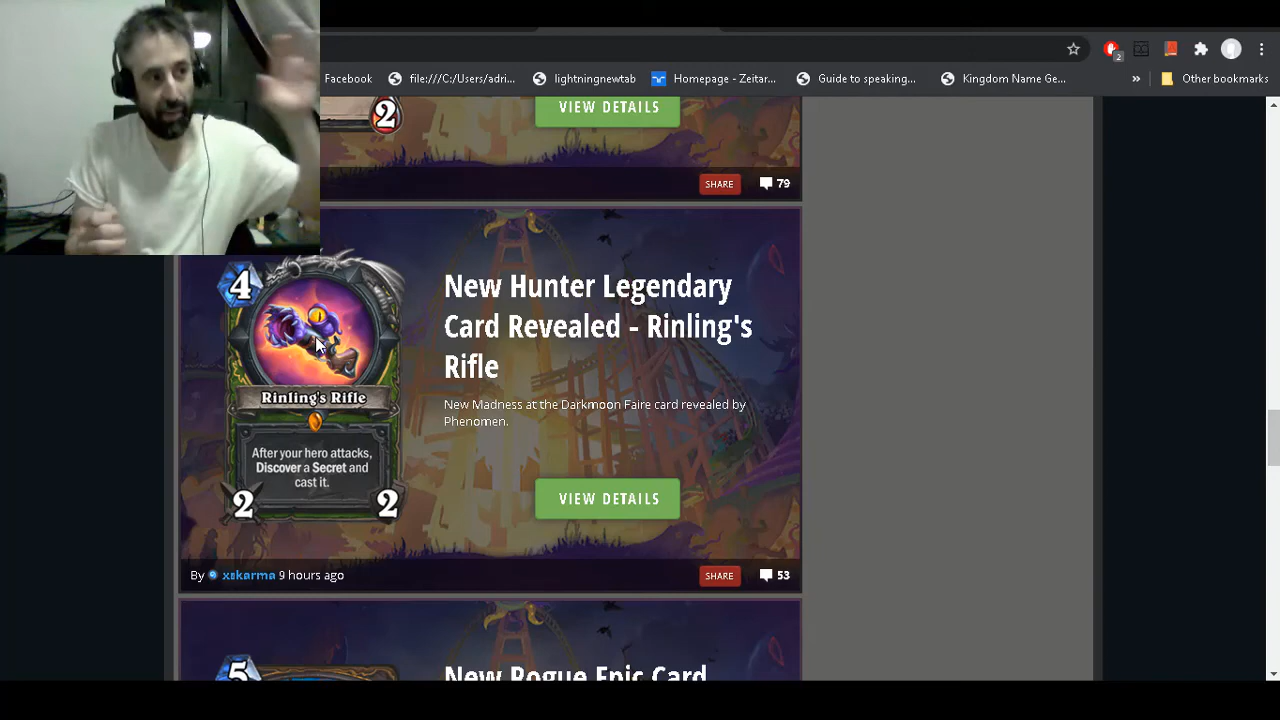 2
Facebook
file:///C:/Users/adri...
lightningnewtab
Homepage - Zeitar...
Guide to speaking...
Kingdom Name Ge...
»
Other bookmarks
2
VIEW DETAILS
SHARE
79
4
New Hunter Legendary
Card Revealed - Rinling's
Rifle
Rinling's Rifle
New Madness at the Darkmoon Faire card revealed by
Phenomen.
After your hero attacks,
Discover a Secret and
cast it.
2
2
VIEW DETAILS
By xskarma 9 hours ago
SHARE
53
5
New Rogue Epic Card